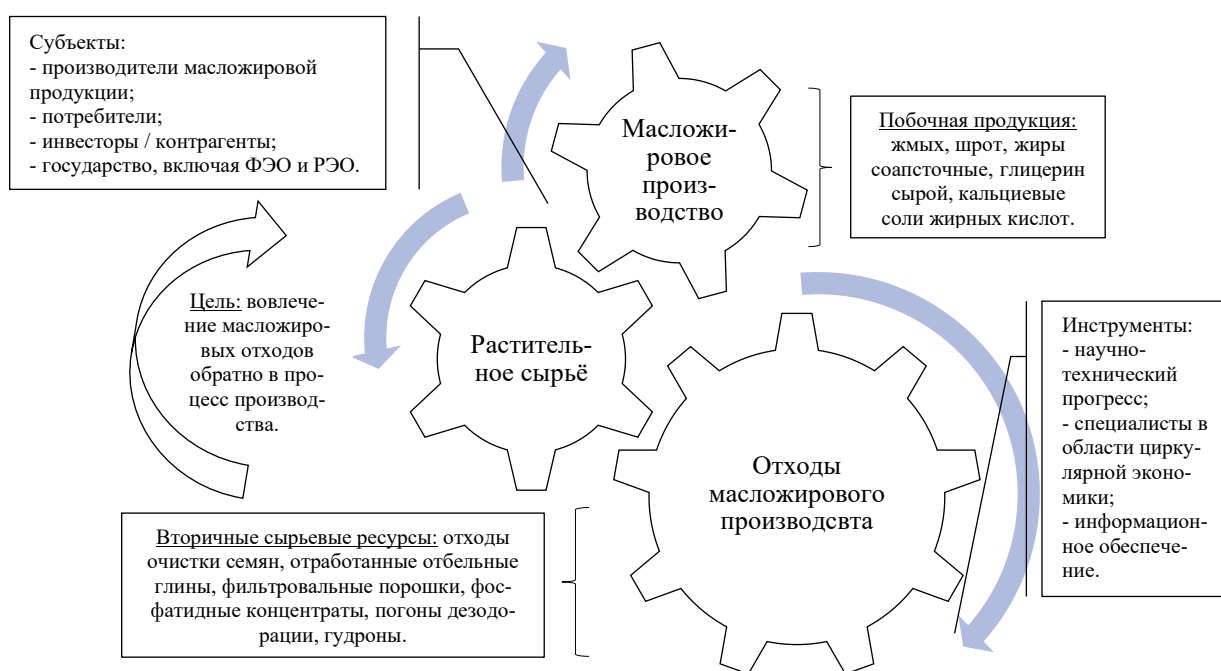 Субъекты:
- производители масложировой
продукции;
- потребители;
- инвесторы / контрагенты;
- государство, включая ФЭО и РЭО.
Масложи-
ровое
произ-
водство
Побочная продукция:
жмых, шрот, жиры
соапсточные, глицерин
сырой, кальциевые
соли жирных кислот.
Цель: вовлече-
ние масложиро-
вых отходов
обратно в про-
цесс производ-
ства.
Раститель-
ное сырьё
Инструменты:
- научно-
технический
прогресс;
- специалисты в
области цирку-
лярной эконо-
мики;
- информацион-
ное обеспече-
ние.
Отходы
масложирового
производсвта
Вторичные сырьевые ресурсы: отходы
очистки семян, отработанные отбельные
глины, фильтровальные порошки, фос-
фатидные концентраты, погоны дезодо-
рации, гудроны.